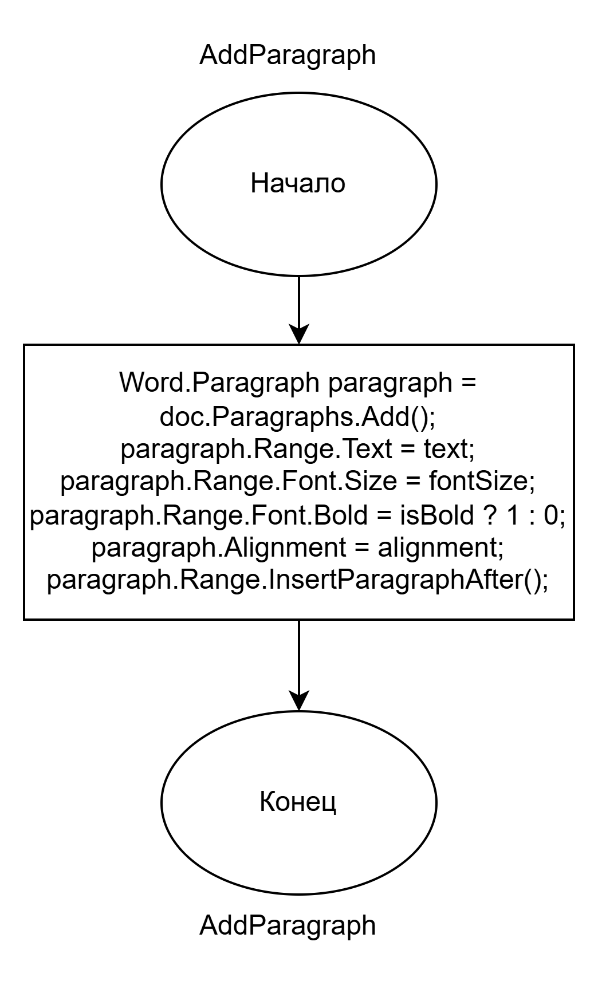 AddParagraph
Начало
Word.Paragraph paragraph =
doc.Paragraphs.Add();
paragraph.Range.Text = text;
paragraph.Range.Font.Size = fontSize;
paragraph.Range.Font.Bold = isBold ? 1 : 0;
paragraph.Alignment = alignment;
paragraph.Range.InsertParagraphAfter();
Конец
AddParagraph